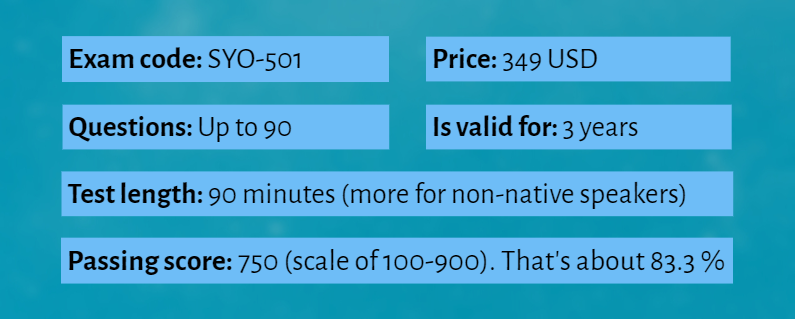 Exam code: SYO-501
Price: 349 USD
Questions: Up to 90
Is valid for: 3 years
Test length: 90 minutes (more for non-native speakers)
Passing score: 750 (scale of 100-900). That's about 83.3 %